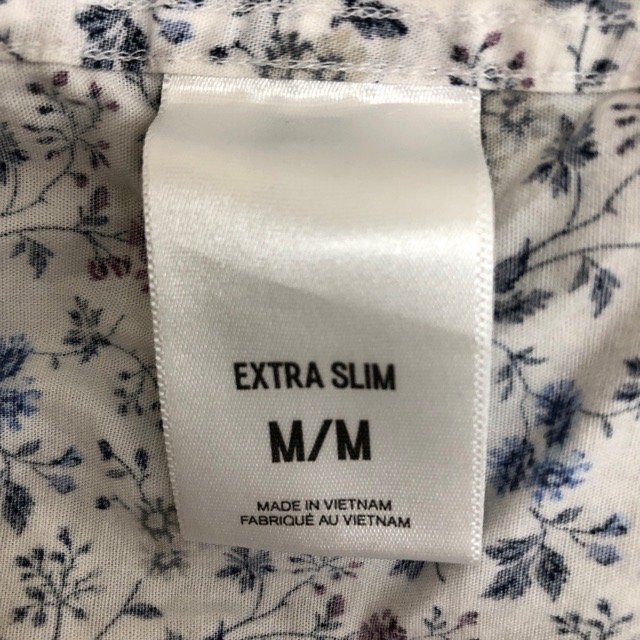 EXTRA SLIM
M/M
MADE IN VIETNAM
FABRIQUÉ AU VIETNAM